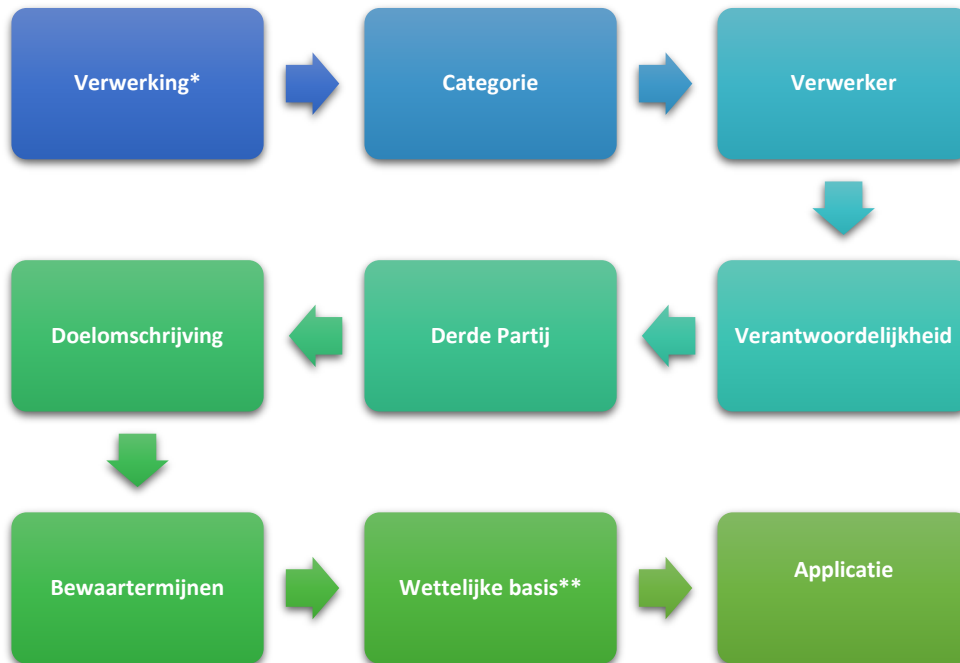 Verwerking*
Categorie
Verwerker
Verantwoordelijkheid
Derde Partij
Doelomschrijving
Bewaartermijnen
Wettelijke basis**
Applicatie